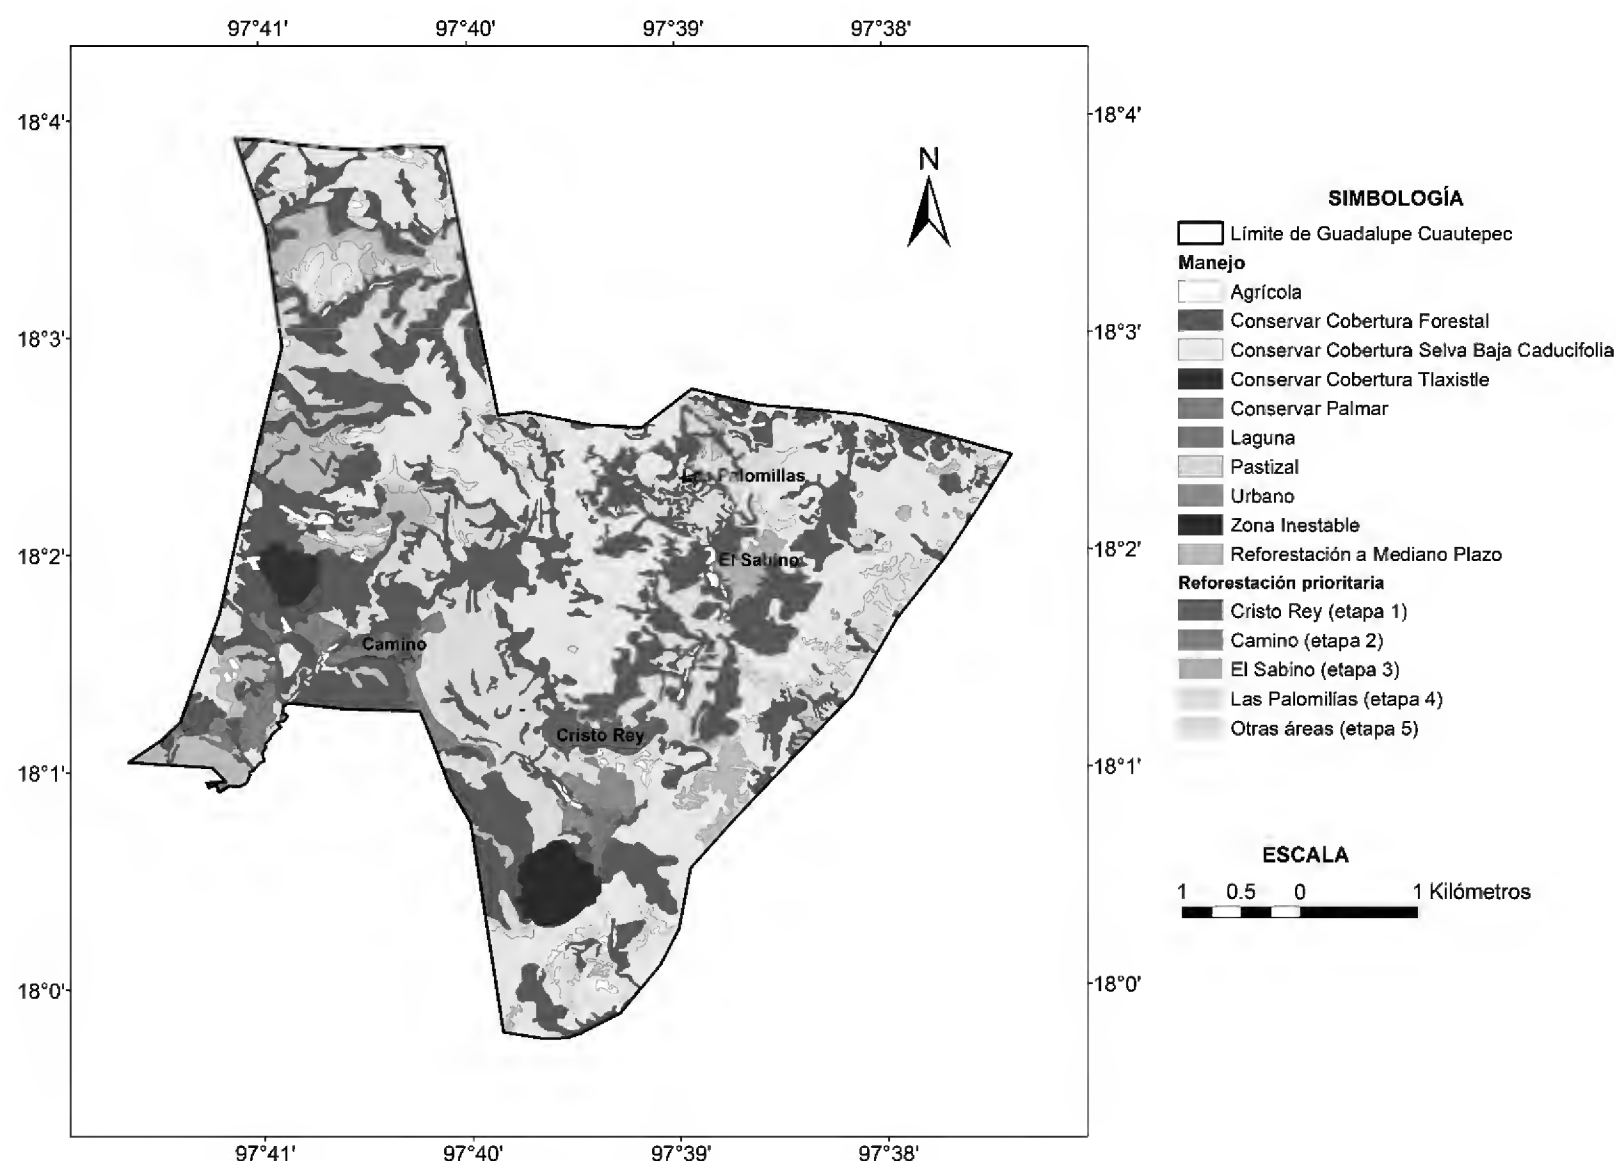 97°41' 97°40' 97°39' 97°38'
18°4' 18°4'
N
SIMBOLOGÍA
Límite de Guadalupe Cuautepec
Manejo
Agrícola
Conservar Cobertura Forestal
18°3' 18°3'
Conservar Cobertura Selva Baja Caducifolia
Conservar Cobertura Tlaxistle
Conservar Palmar
Laguna
Pastizal
Las Palomillas
Urbano
Zona Inestable
18°2' 18°2'
Reforestación a Mediano Plazo
El Sabino
Reforestación prioritaria
Cristo Rey (etapa 1)
Camino
Camino (etapa 2)
El Sabino (etapa 3)
Las Palomilías (etapa 4)
Otras áreas (etapa 5)
Cristo Rey
18°1' 18°1'
ESCALA
1 0.5 0 1 Kilómetros
18°0' 18°0'
97°41' 97°40' 97°39' 97°38'